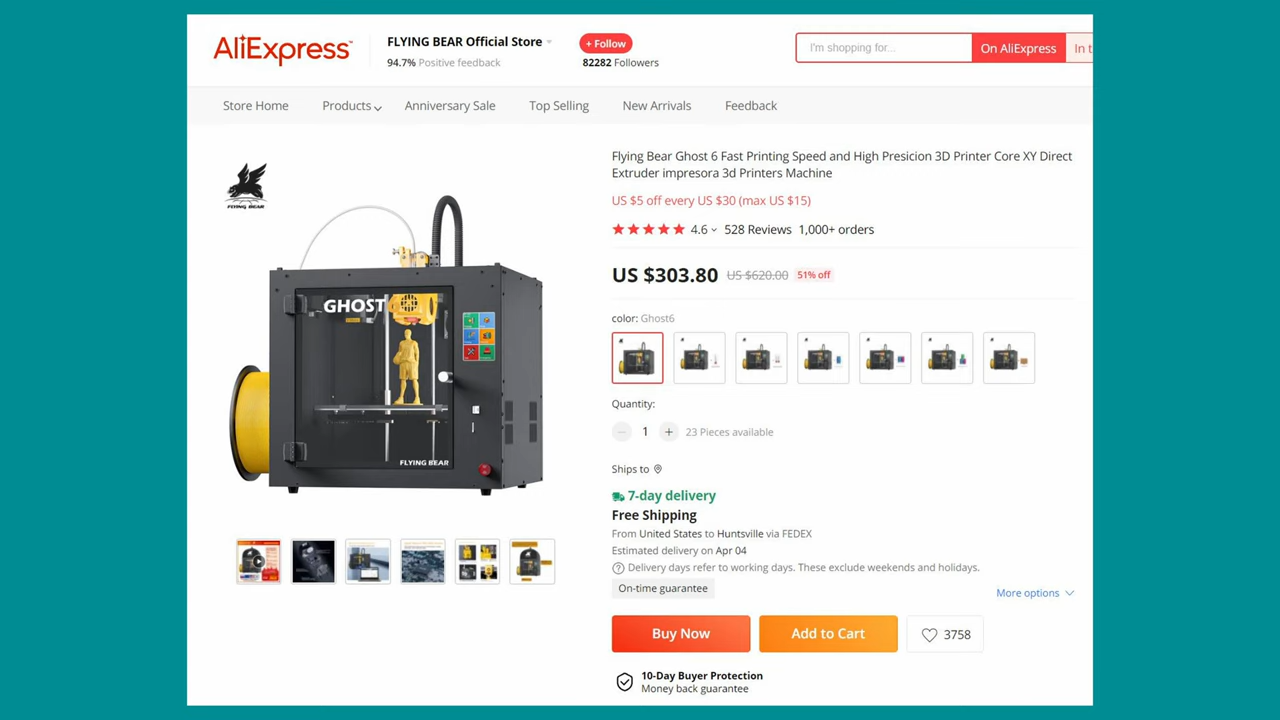 AliExpress™
FLYING BEAR Official Store
+ Follow
94.7% Positive feedback
82282 Followers
I'm shopping for...
On AliExpress
In t
Store Home
Products
Anniversary Sale
Top Selling
New Arrivals
Feedback
FLYING BEAR
GHOST
FLYING BEAR
Flying Bear Ghost 6 Fast Printing Speed and High Presicion 3D Printer Core XY Direct
Extruder impresora 3d Printers Machine
US $5 off every US $30 (max US $15)
4.6
528 Reviews
1,000+ orders
US $303.80
US $620.00
51% off
color: Ghost6
Quantity:
1
23 Pieces available
Ships to
7-day delivery
Free Shipping
From United States to Huntsville via FEDEX
Estimated delivery on Apr 04
Delivery days refer to working days. These exclude weekends and holidays.
On-time guarantee
More options
Buy Now
Add to Cart
3758
10-Day Buyer Protection
Money back guarantee